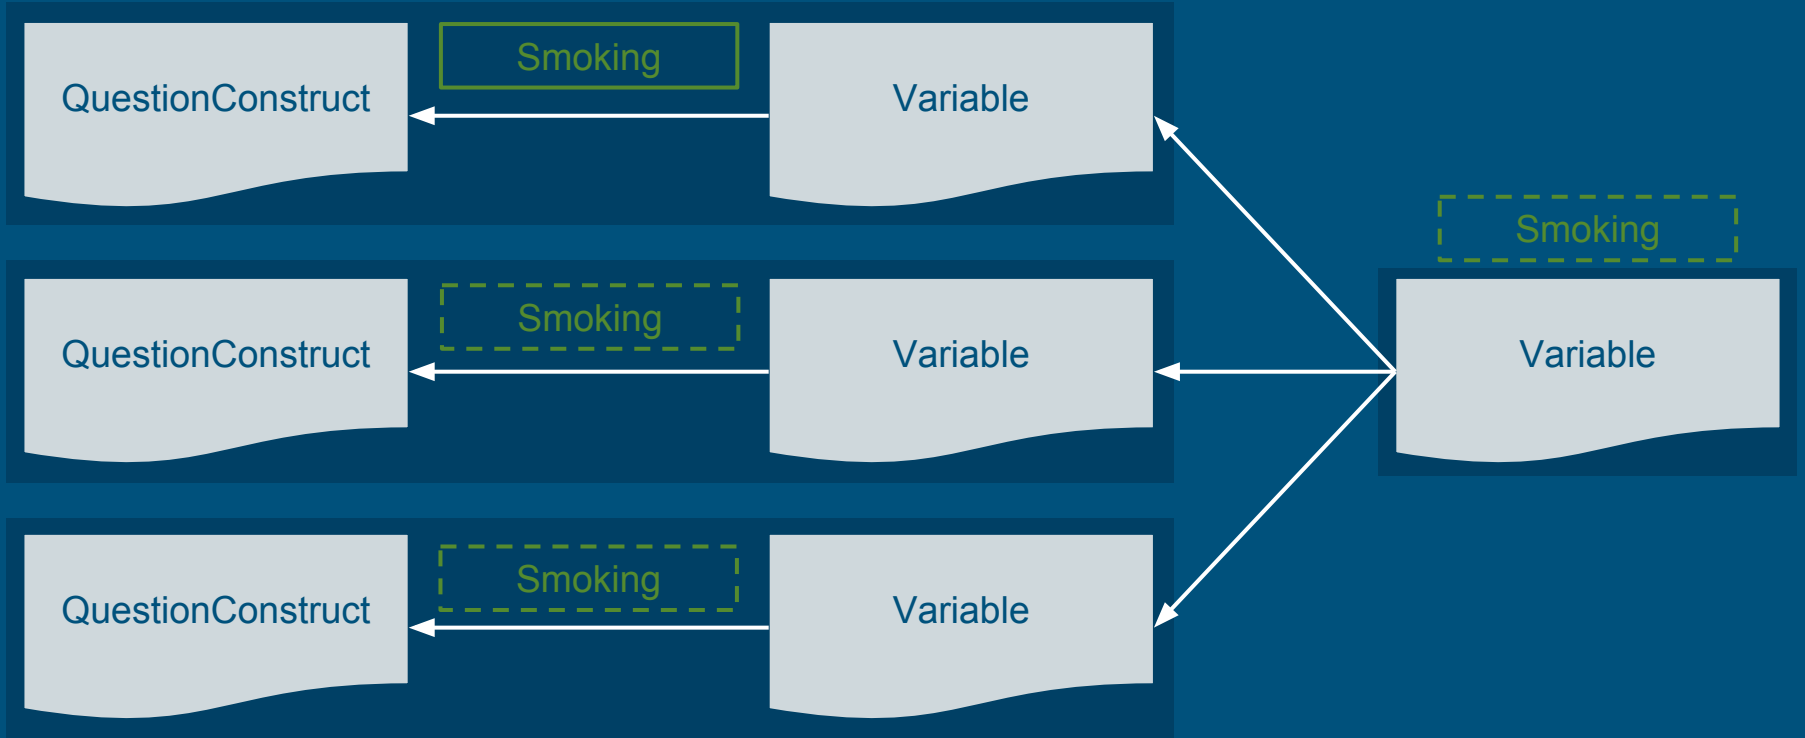 QuestionConstruct
Smoking
Variable
Smoking
QuestionConstruct
Smoking
Variable
Variable
QuestionConstruct
Smoking
Variable